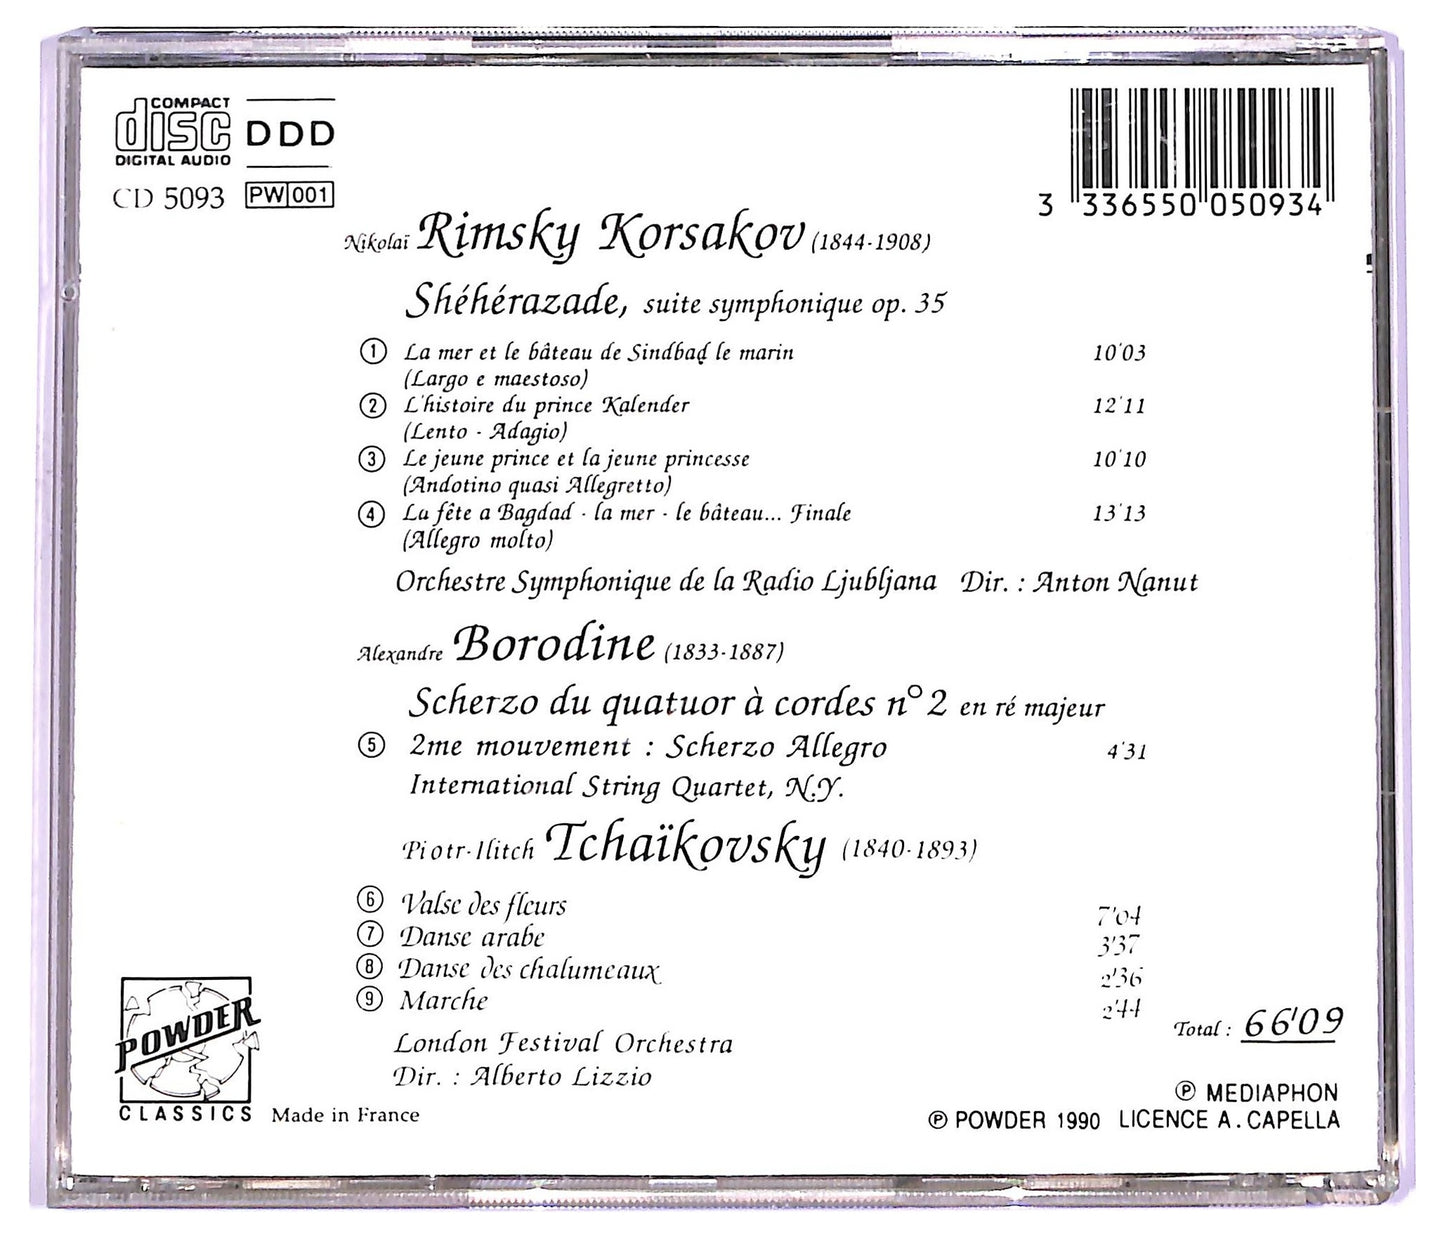 COMPACT
disc DDD
DIGITAL AUDIO
CD 5093 PW 001
3 336550 050934
Nikolaï Rimsky Korsakov (1844-1908)
Shéhérazade, suite symphonique op. 35
1 La mer et le bâteau de Sindbad le marin 10'03
(Largo e maestoso)
2 L'histoire du prince Kalender 12'11
(Lento - Adagio)
3 Le jeune prince et la jeune princesse 10'10
(Andotino quasi Allegretto)
4 La fête a Bagdad - la mer - le bâteau... Finale 13'13
(Allegro molto)
Orchestre Symphonique de la Radio Ljubljana Dir. : Anton Nanut
Alexandre Borodine (1833-1887)
Scherzo du quatuor à cordes n° 2 en ré majeur
5 2me mouvement : Scherzo Allegro 4'31
International String Quartet, N.Y.
Piotr-Ilitch Tchaïkovsky (1840-1893)
6 Valse des fleurs 7'04
7 Danse arabe 3'37
8 Danse des chalumeaux 2'36
9 Marche 2'44
Total : 66'09
London Festival Orchestra
Dir. : Alberto Lizzio
POWDER
CLASSICS Made in France
℗ MEDIAPHON
℗ POWDER 1990 LICENCE A. CAPELLA